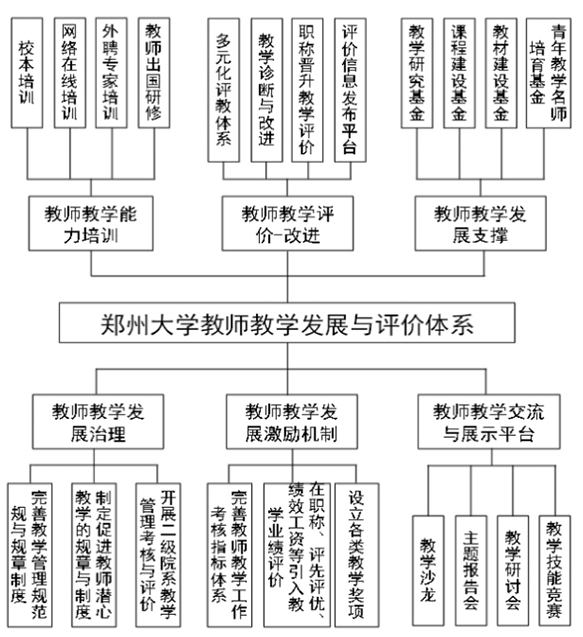 校本培训
网络在线培训
外聘专家培训
教师出国研修
多元化评教体系
教学诊断与改进
职称晋升教学评价
评价信息发布平台
教学研究基金
课程建设基金
教材建设基金
青年教学名师
培育基金
教师教学能
力培训
教师教学评
价-改进
教师教学发
展支撑
郑州大学教师教学发展与评价体系
教师教学发
展治理
教师教学发
展激励机制
教师教学交流
与展示平台
完善教学管理规范
规与规章制度
制定促进教师潜心
教学的规章与制度
开展二级院系教学
管理考核与评价
完善教师教学工作
考核指标体系
在职称、评先评优、
绩效工资等引入教
学业绩评价
设立各类教学奖项
教学沙龙
主题报告会
教学研讨会
教学技能竞赛